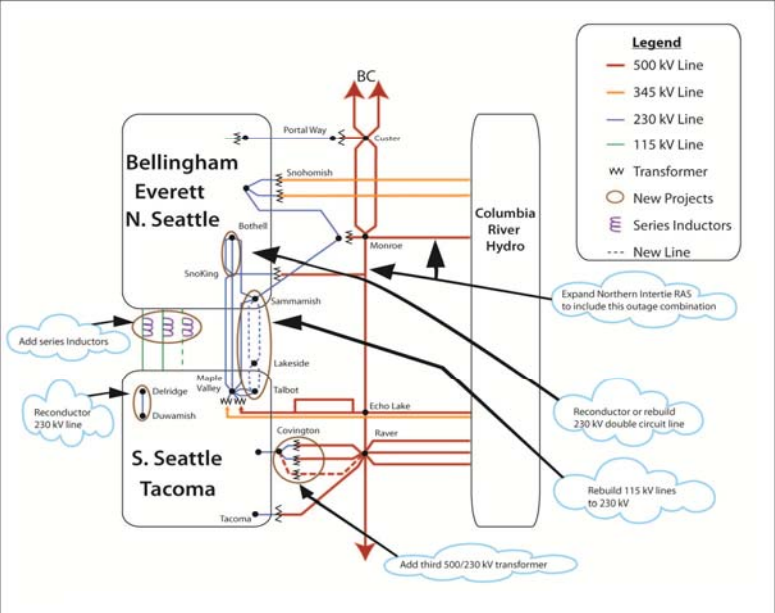 BC
Legend
500 kV Line
345 kV Line
230 kV Line
115 kV Line
Transformer
New Projects
Series Inductors
New Line
Portal Way
Custer
Bellingham
Everett
N. Seattle
Snohomish
Columbia
River
Hydro
Bothell
Monroe
SnoKing
Sammamish
Expand Northern Intertie RAS
to include this outage combination
Add series Inductors
Lakeside
Maple
Valley
Talbot
Delridge
Duwamish
Reconductor
230 kV line
Echo Lake
Reconductor or rebuild
230 kV double circuit line
Covington
Raver
S. Seattle
Tacoma
Rebuild 115 kV lines
to 230 kV
Tacoma
Add third 500/230 kV transformer